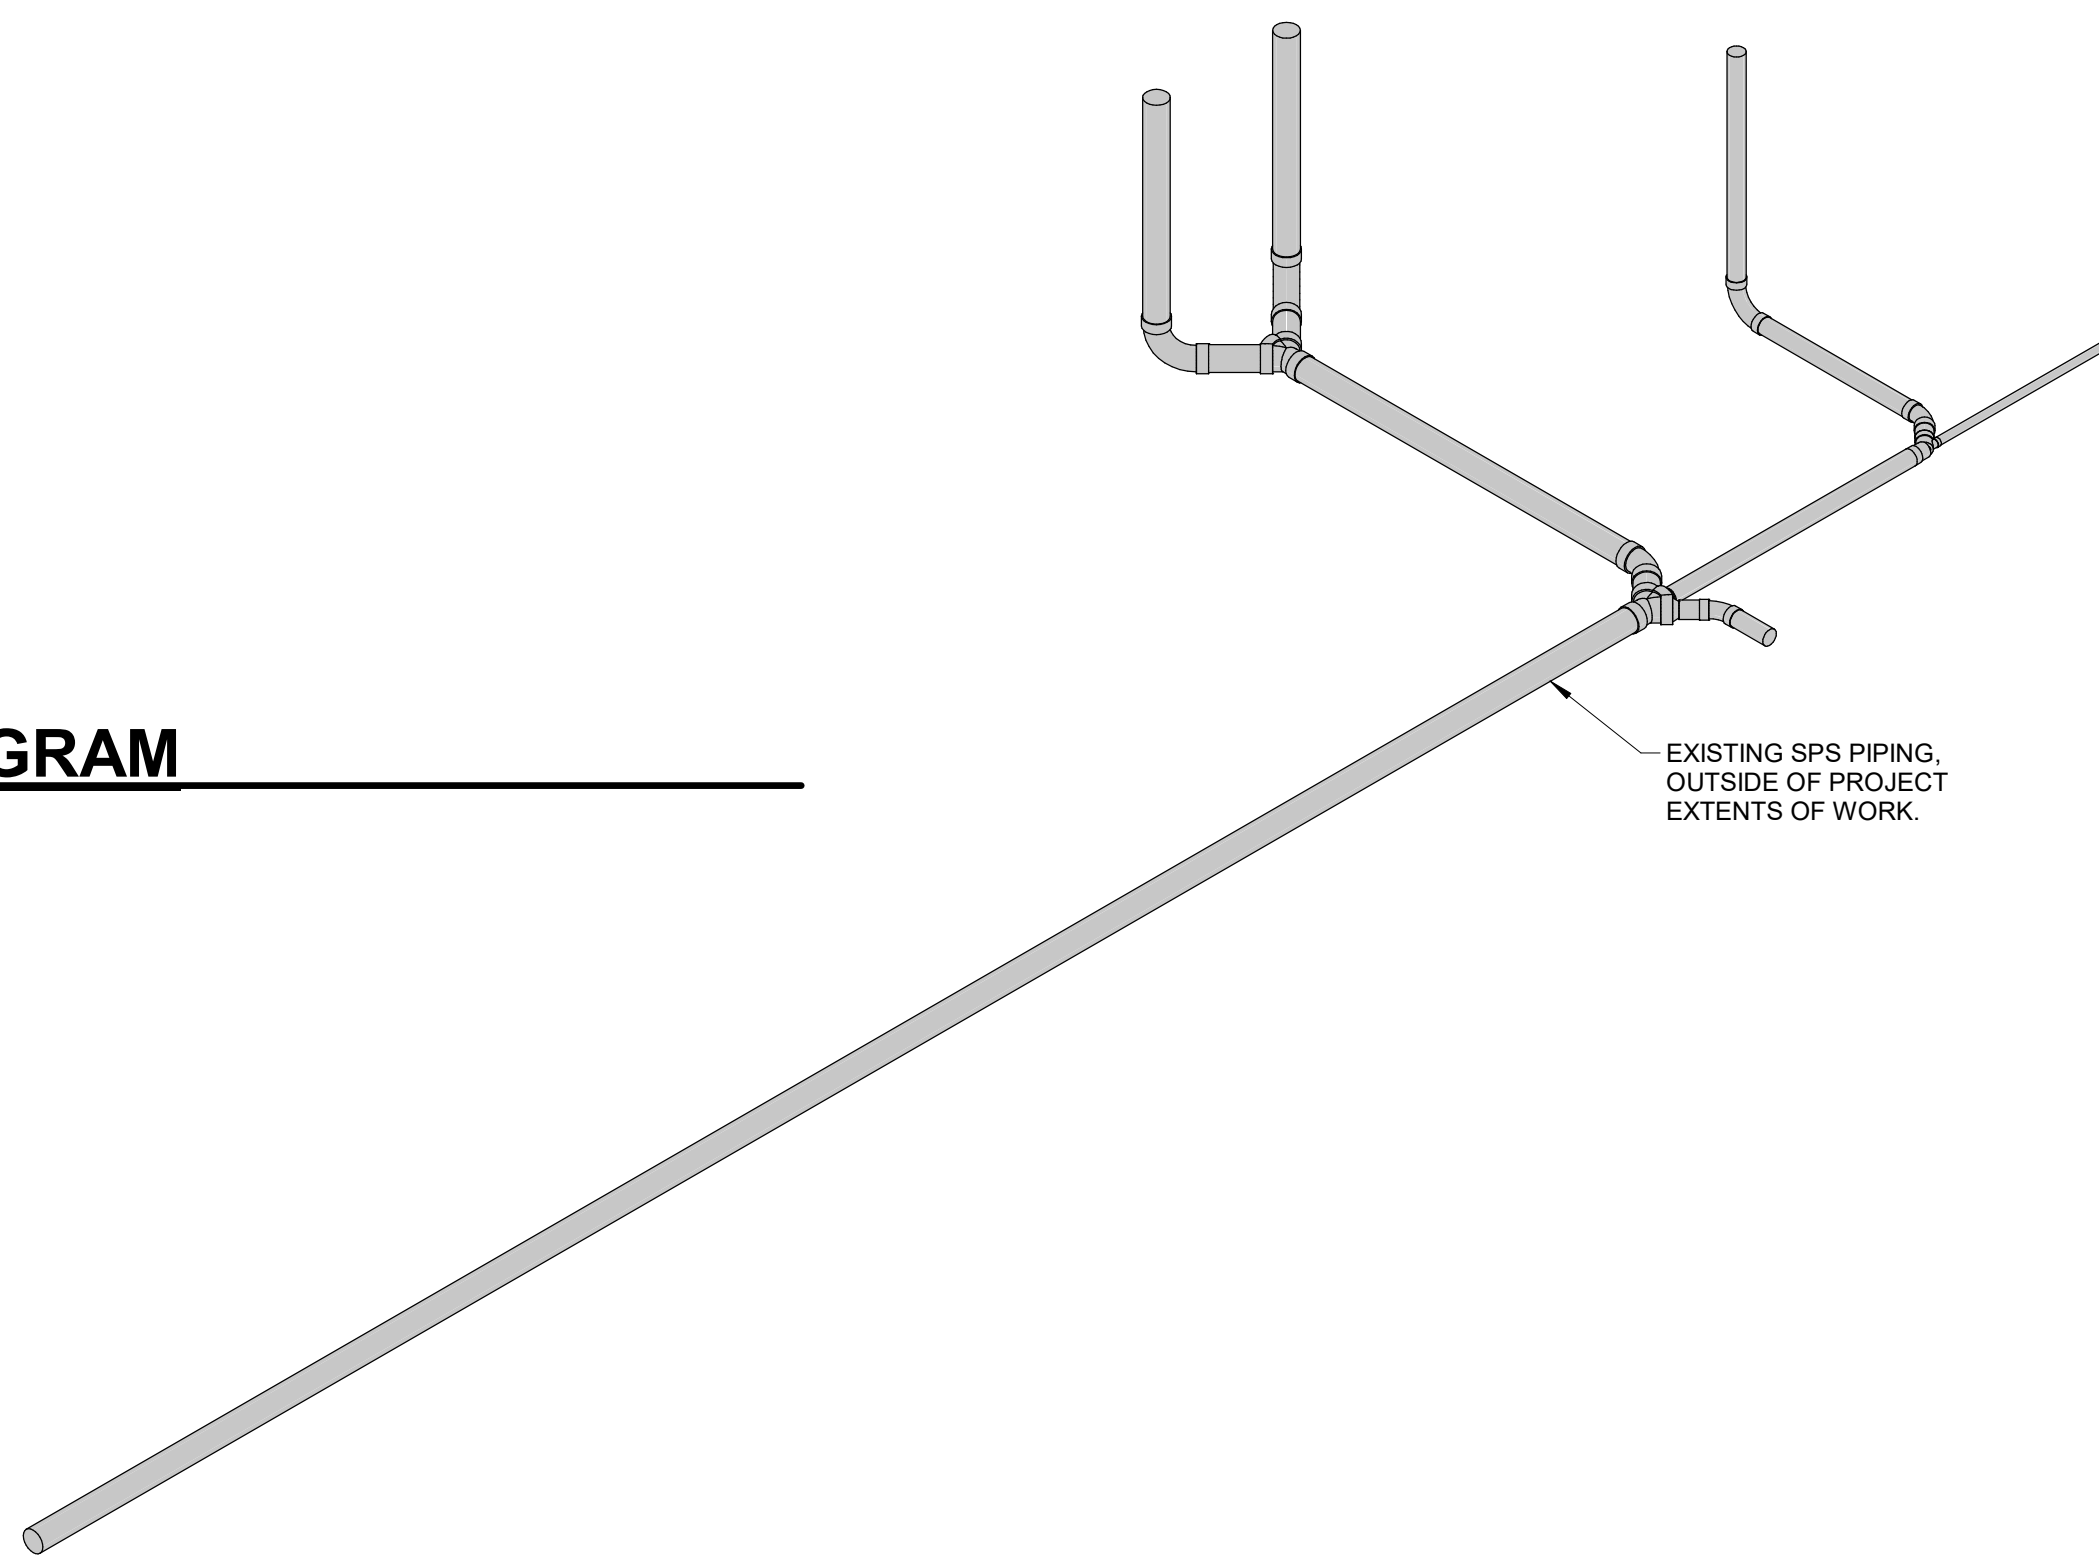 GRAM
EXISTING SPS PIPING,
OUTSIDE OF PROJECT
EXTENTS OF WORK.